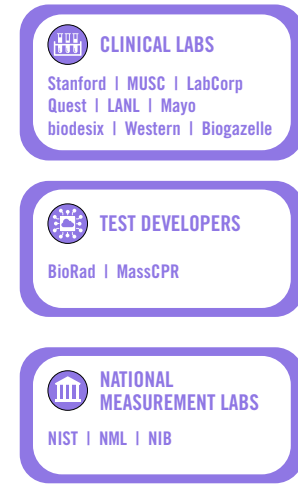 CLINICAL LABS
Stanford | MUSC | LabCorp
Quest | LANL | Mayo
biodesix | Western | Biogazelle
TEST DEVELOPERS
BioRad | MassCPR
NATIONAL
MEASUREMENT LABS
NIST | NML | NIB